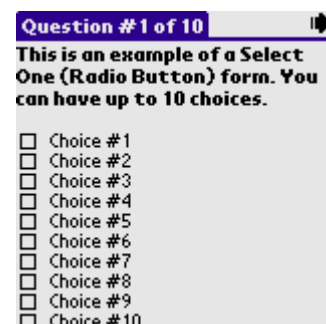 Question #1 of 10
This is an example of a Select
One (Radio Button) form. You
can have up to 10 choices.
Choice #1
Choice #2
Choice #3
Choice #4
Choice #5
Choice #6
Choice #7
Choice #8
Choice #9
Choice #10